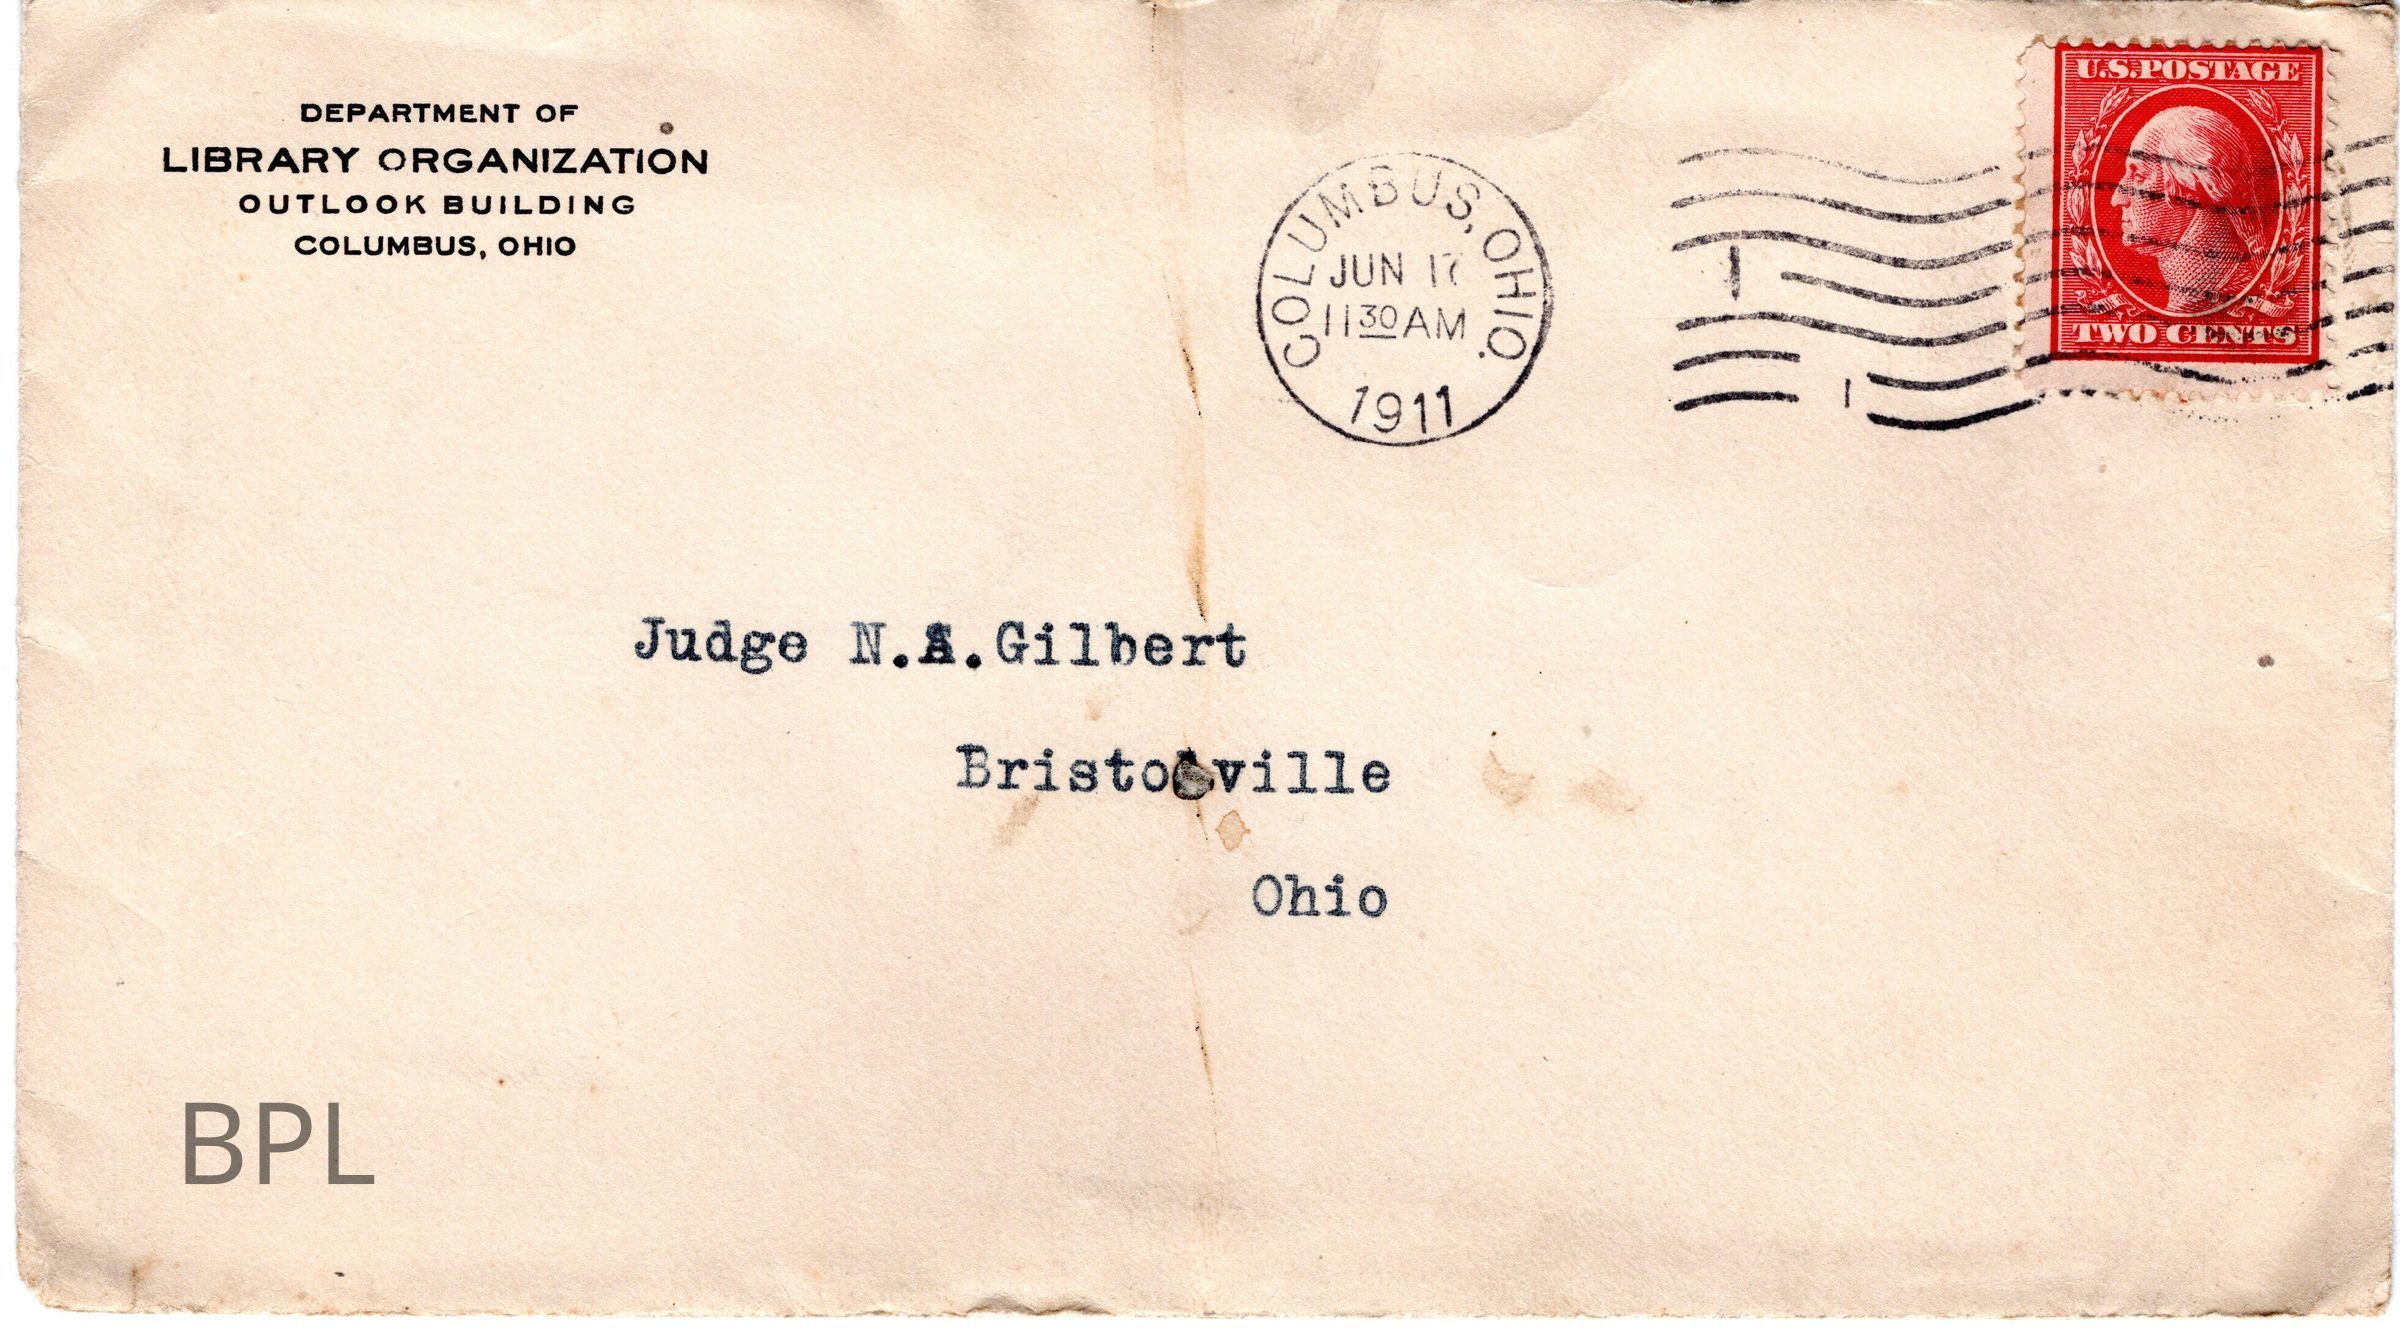 DEPARTMENT OF
LIBRARY ORGANIZATION
OUTLOOK BUILDING
COLUMBUS, OHIO
COLUMBUS, OHIO.
JUN 17
11 30 AM
1911
U.S. POSTAGE
TWO CENTS
Judge N.A.Gilbert
Bristolville
Ohio
BPL